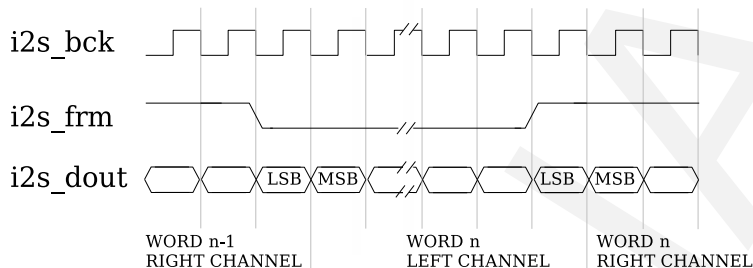 i2s_bck
i2s_frm
i2s_dout
LSB MSB LSB MSB
WORD n-1 WORD n WORD n
RIGHT CHANNEL LEFT CHANNEL RIGHT CHANNEL